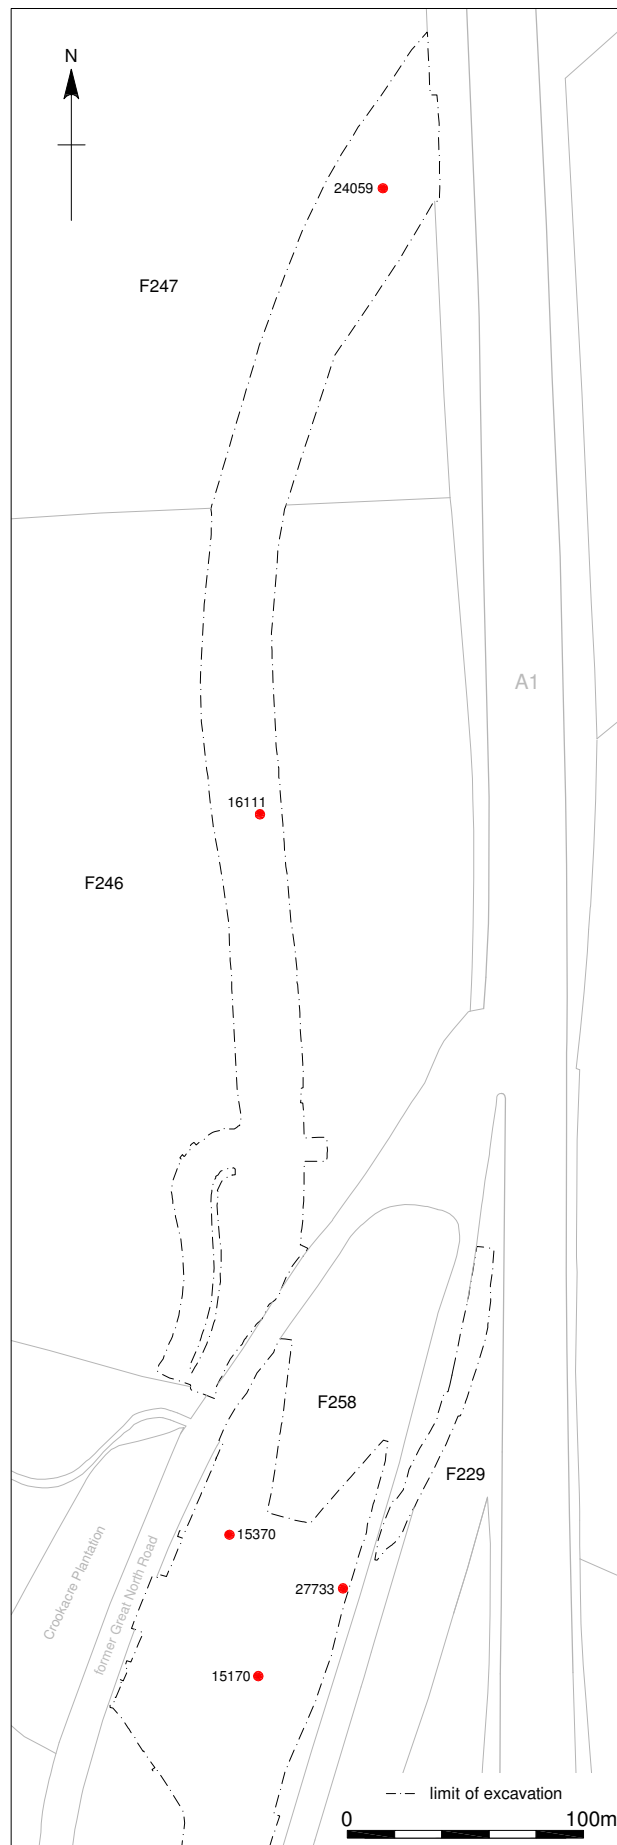 N
24059
F247
A1
16111
F246
F258
F229
15370
Crookacre Plantation
former Great North Road
27733
15170
limit of excavation
0 100m